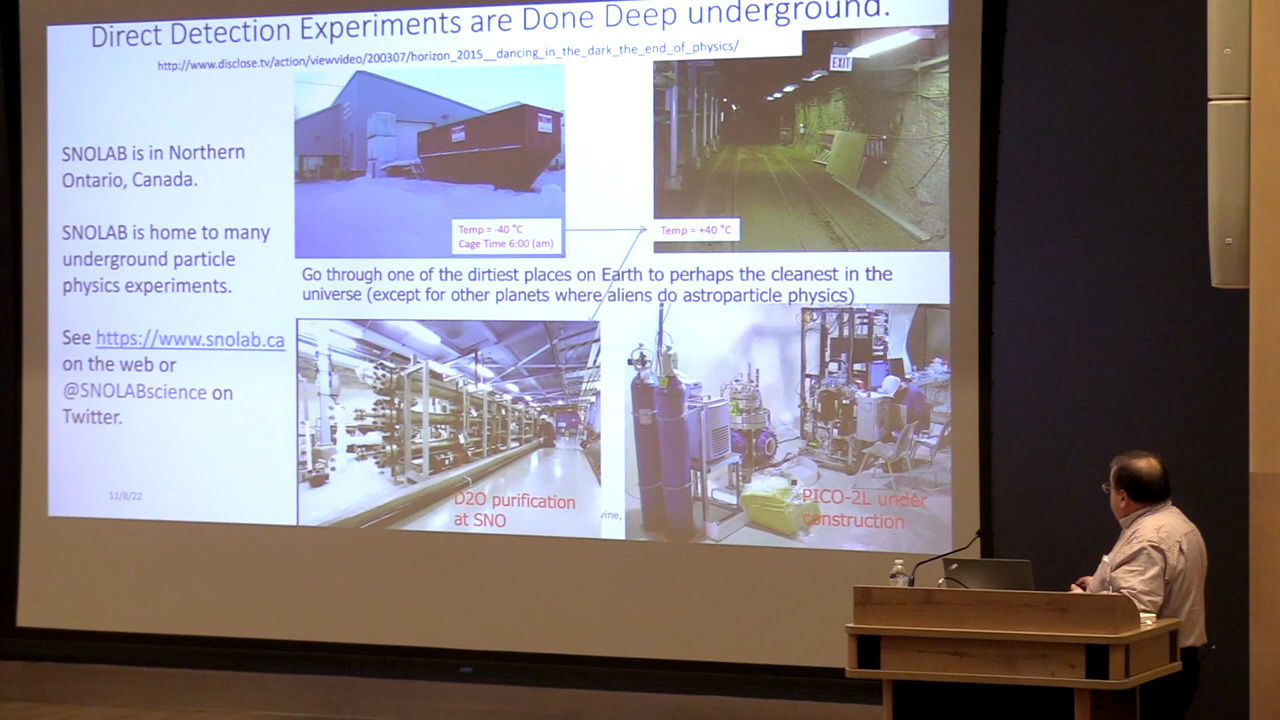 Direct Detection Experiments are Done Deep underground.
http://www.disclose.tv/action/viewvideo/200307/horizon_2015__dancing_in_the_dark_the_end_of_physics/
EXIT
SNOLAB is in Northern
Ontario, Canada.
SNOLAB is home to many
underground particle
physics experiments.
See https://www.snolab.ca
on the web or
@SNOLABscience on
Twitter.
Temp = -40 °C
Cage Time 6:00 (am)
Temp = +40 °C
Go through one of the dirtiest places on Earth to perhaps the cleanest in the
universe (except for other planets where aliens do astroparticle physics)
D2O purification
at SNO
PICO-2L under
construction
11/8/22